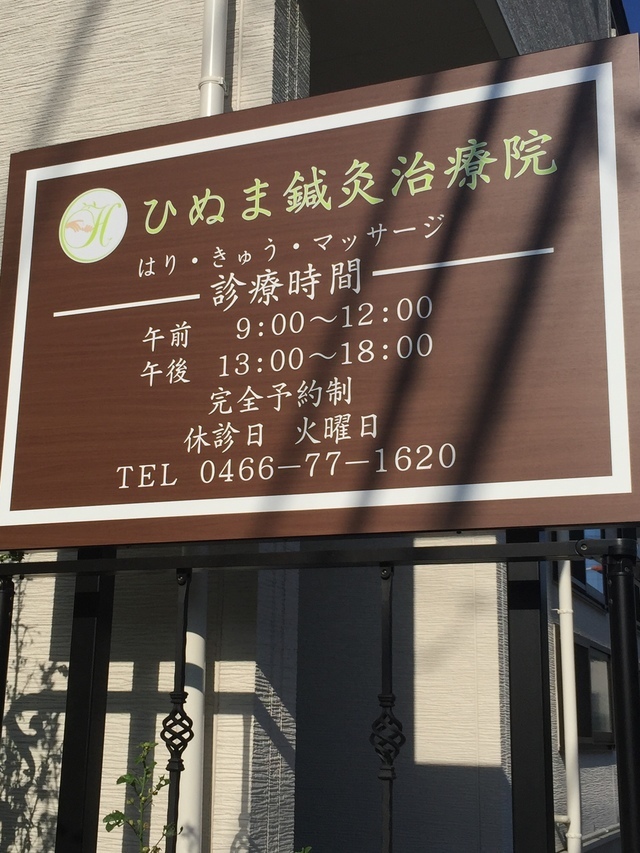 H
ひぬま鍼灸治療院
はり・きゅう・マッサージ
診療時間
午前 9:00～12:00
午後 13:00～18:00
完全予約制
休診日 火曜日
TEL 0466－77－1620